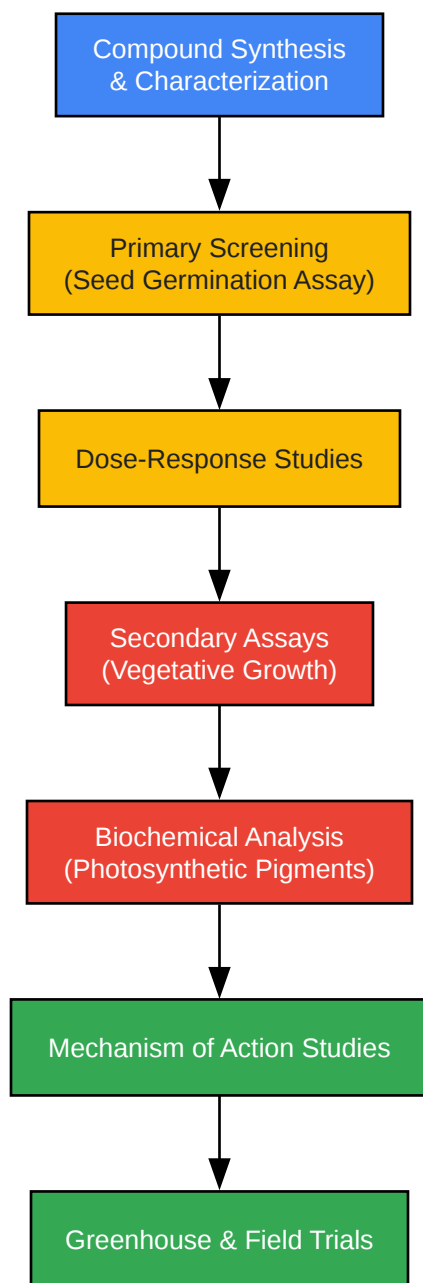 Compound Synthesis
& Characterization
Primary Screening
(Seed Germination Assay)
Dose-Response Studies
Secondary Assays
(Vegetative Growth)
Biochemical Analysis
(Photosynthetic Pigments)
Mechanism of Action Studies
Greenhouse & Field Trials